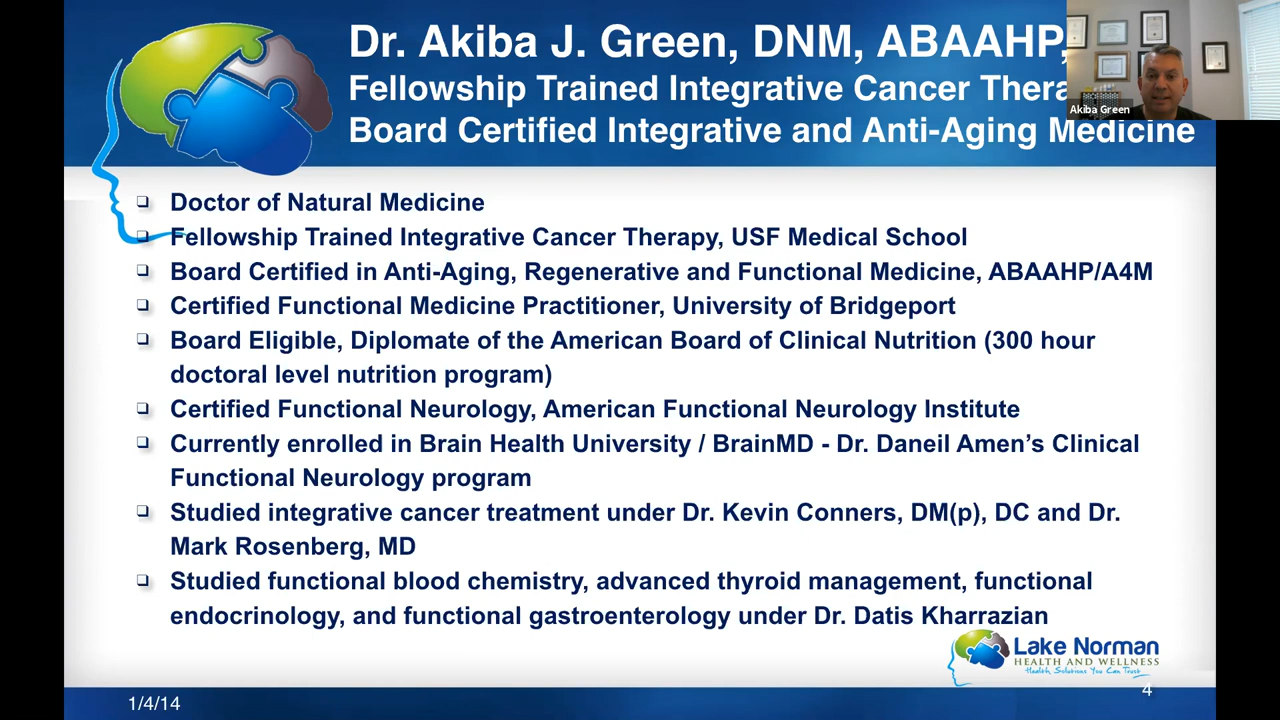 Dr. Akiba J. Green, DNM, ABAAHP,
Fellowship Trained Integrative Cancer
Board Certified Integrative and Anti-Aging Medicine
Akiba Green
❏ Doctor of Natural Medicine
❏ Fellowship Trained Integrative Cancer Therapy, USF Medical School
❏ Board Certified in Anti-Aging, Regenerative and Functional Medicine, ABAAHP/A4M
❏ Certified Functional Medicine Practitioner, University of Bridgeport
❏ Board Eligible, Diplomate of the American Board of Clinical Nutrition (300 hour
doctoral level nutrition program)
❏ Certified Functional Neurology, American Functional Neurology Institute
❏ Currently enrolled in Brain Health University / BrainMD - Dr. Daneil Amen’s Clinical
Functional Neurology program
❏ Studied integrative cancer treatment under Dr. Kevin Conners, DM(p), DC and Dr.
Mark Rosenberg, MD
❏ Studied functional blood chemistry, advanced thyroid management, functional
endocrinology, and functional gastroenterology under Dr. Datis Kharrazian
Lake Norman
HEALTH AND WELLNESS
Health Solutions You Can Trust
1/4/14
4